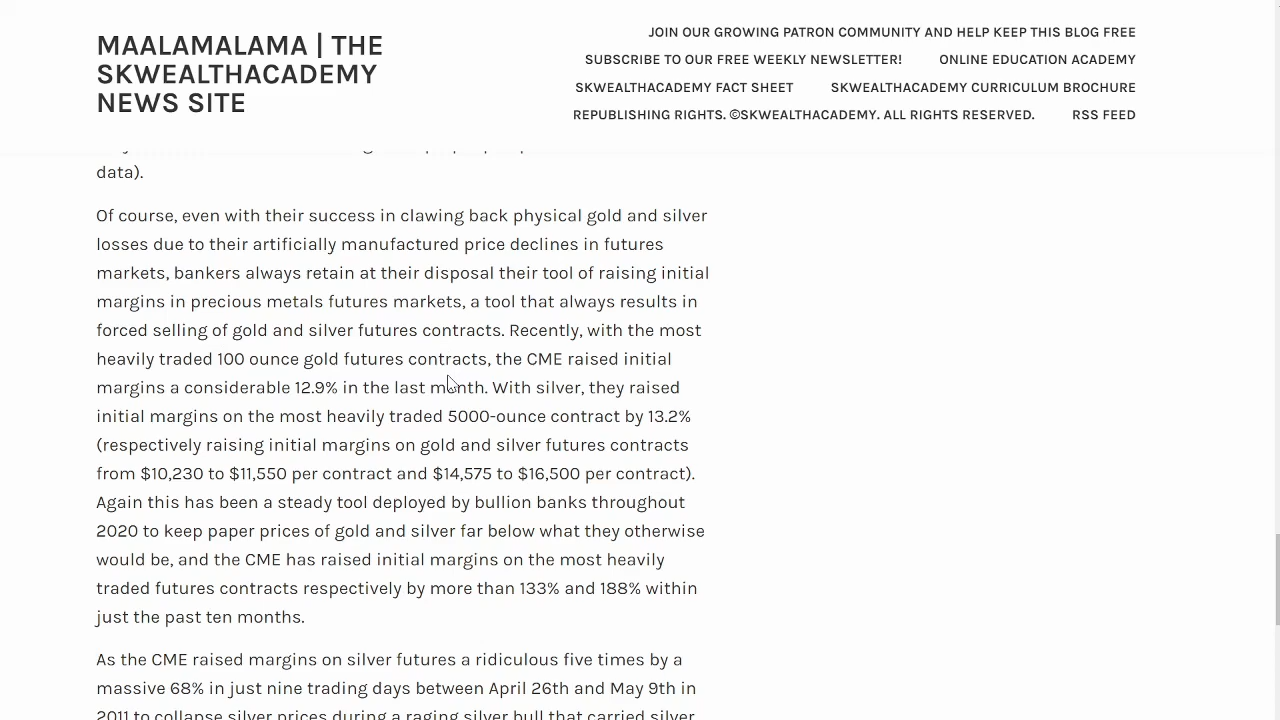 MAALAMALAMA | THE
SKWEALTHACADEMY
NEWS SITE
JOIN OUR GROWING PATRON COMMUNITY AND HELP KEEP THIS BLOG FREE
SUBSCRIBE TO OUR FREE WEEKLY NEWSLETTER! ONLINE EDUCATION ACADEMY
SKWEALTHACADEMY FACT SHEET SKWEALTHACADEMY CURRICULUM BROCHURE
REPUBLISHING RIGHTS. ©SKWEALTHACADEMY. ALL RIGHTS RESERVED. RSS FEED
data).
Of course, even with their success in clawing back physical gold and silver
losses due to their artificially manufactured price declines in futures
markets, bankers always retain at their disposal their tool of raising initial
margins in precious metals futures markets, a tool that always results in
forced selling of gold and silver futures contracts. Recently, with the most
heavily traded 100 ounce gold futures contracts, the CME raised initial
margins a considerable 12.9% in the last month. With silver, they raised
initial margins on the most heavily traded 5000-ounce contract by 13.2%
(respectively raising initial margins on gold and silver futures contracts
from $10,230 to $11,550 per contract and $14,575 to $16,500 per contract).
Again this has been a steady tool deployed by bullion banks throughout
2020 to keep paper prices of gold and silver far below what they otherwise
would be, and the CME has raised initial margins on the most heavily
traded futures contracts respectively by more than 133% and 188% within
just the past ten months.
As the CME raised margins on silver futures a ridiculous five times by a
massive 68% in just nine trading days between April 26th and May 9th in
2011 to collapse silver prices during a raging silver bull that carried silver